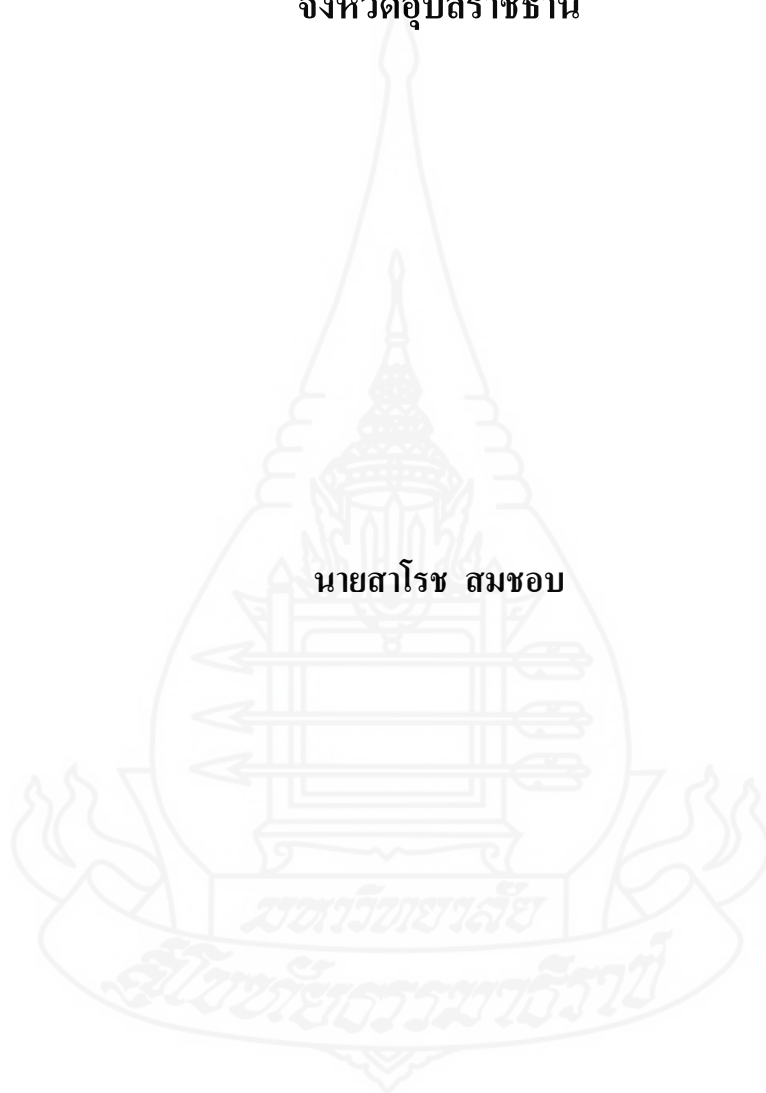 จังหวัดอุบลราชธานี
นายสาโรช สมชอบ
มหาวิทยาลัย
สุโขทัยธรรมาธิราช